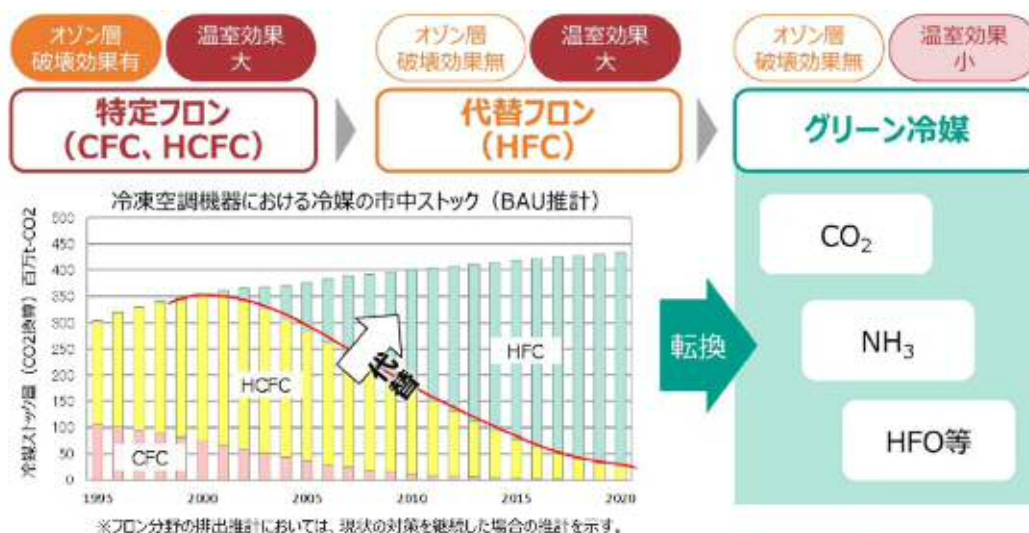 オゾン層
破壊効果有
温室効果
大
オゾン層
破壊効果無
温室効果
大
オゾン層
破壊効果無
温室効果
小
特定フロン
(CFC、HCFC)
代替フロン
(HFC)
グリーン冷媒
冷凍空調機器における冷媒の市中ストック（BAU推計）
冷媒ストック量（CO2換算）百万t-CO2
500
450
400
350
300
250
200
150
100
50
0
1995
2000
2005
2010
2015
2020
CFC
HCFC
代替
HFC
転換
CO₂
NH₃
HFO等
※フロン分野の排出推計においては、現状の対策を継続した場合の推計を示す。